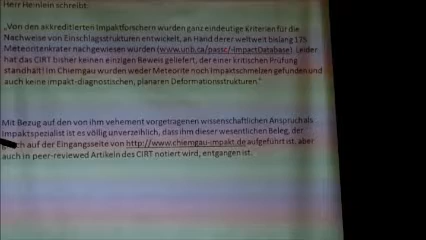 Herr Heinlein schreibt:
„Von den akkreditierten Impaktforschern wurden ganz eindeutige Kriterien für die
Nachweise von Einschlagsstrukturen entwickelt, an Hand derer weltweit bislang 175
Meteoritenkrater nachgewiesen wurden (www.unb.ca/passc/-ImpactDatabase). Leider
hat das CIRT bisher keinen einzigen Beweis geliefert, der einer kritischen Prüfung
standhält! Im Chiemgau wurden weder Meteorite noch Impaktschmelzen gefunden und
auch keine impakt-diagnostischen, planaren Deformationsstrukturen."
Mit Bezug auf den von ihm vehement vorgetragenen wissenschaftlichen Anspruch als
Impaktspezialist ist es völlig unverzeihlich, dass ihm dieser wesentlichen Beleg, der
auf der Eingangsseite von http://www.chiemgau-impakt.de aufgeführt ist, aber
auch in peer-reviewed Artikeln des CIRT notiert wird, entgangen ist.